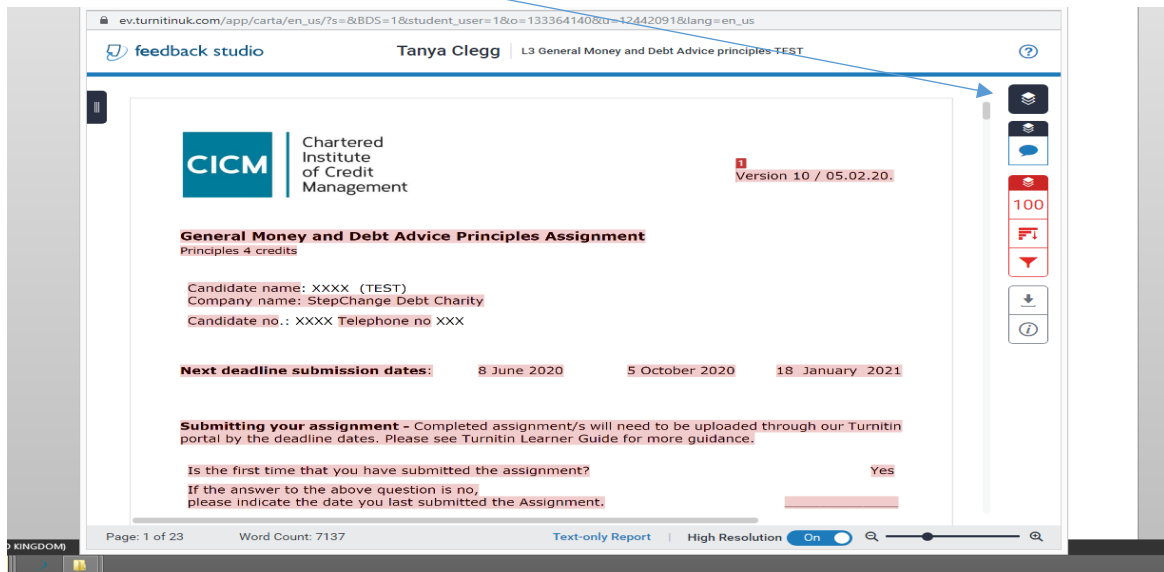 ev.turnitinuk.com/app/carta/en_us/?s=&BDS=1&student_user=1&o=133364140&u=12442091&lang=en_us
feedback studio
Tanya Clegg
L3 General Money and Debt Advice principles TEST
?
CICM
Chartered
Institute
of Credit
Management
1
Version 10 / 05.02.20.
100
General Money and Debt Advice Principles Assignment
Principles 4 credits
Candidate name: XXXX (TEST)
Company name: StepChange Debt Charity
Candidate no.: XXXX Telephone no XXX
Next deadline submission dates: 8 June 2020 5 October 2020 18 January 2021
Submitting your assignment - Completed assignment/s will need to be uploaded through our Turnitin
portal by the deadline dates. Please see Turnitin Learner Guide for more guidance.
Is the first time that you have submitted the assignment? Yes
If the answer to the above question is no,
please indicate the date you last submitted the Assignment.
Page: 1 of 23 Word Count: 7137 Text-only Report | High Resolution On
KINGDOM)